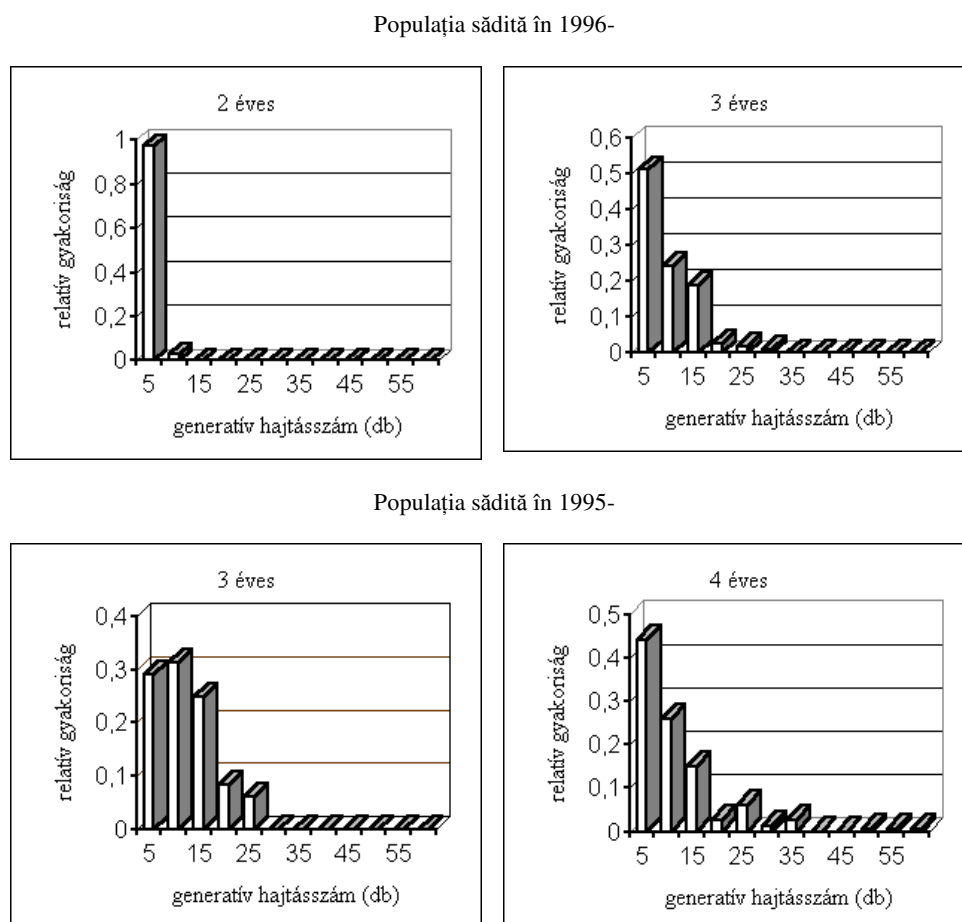 Populația sădită în 1996-
2 éves
relatív gyakoriság
1
0,8
0,6
0,4
0,2
0
5 15 25 35 45 55
generatív hajtásszám (db)
3 éves
relatív gyakoriság
0,6
0,5
0,4
0,3
0,2
0,1
0
5 15 25 35 45 55
generatív hajtásszám (db)
Populația sădită în 1995-
3 éves
relatív gyakoriság
0,4
0,3
0,2
0,1
0
5 15 25 35 45 55
generatív hajtásszám (db)
4 éves
relatív gyakoriság
0,5
0,4
0,3
0,2
0,1
0
5 15 25 35 45 55
generatív hajtásszám (db)